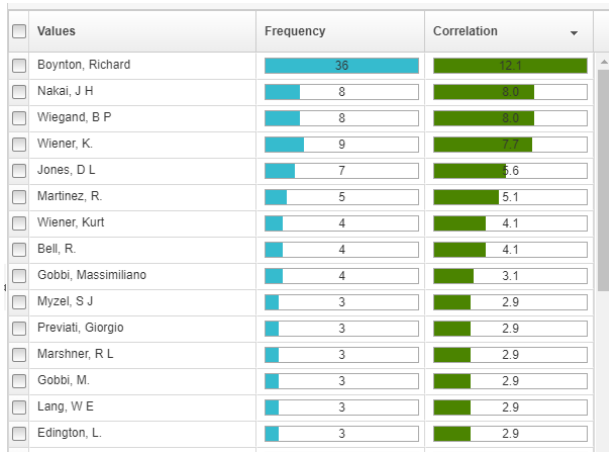 Values Frequency Correlation
Boynton, Richard 36 12.1
Nakai, J H 8 8.0
Wiegand, B P 8 8.0
Wiener, K. 9 7.7
Jones, D L 7 5.6
Martinez, R. 5 5.1
Wiener, Kurt 4 4.1
Bell, R. 4 4.1
Gobbi, Massimiliano 4 3.1
Myzel, S J 3 2.9
Previati, Giorgio 3 2.9
Marshner, R L 3 2.9
Gobbi, M. 3 2.9
Lang, W E 3 2.9
Edington, L. 3 2.9